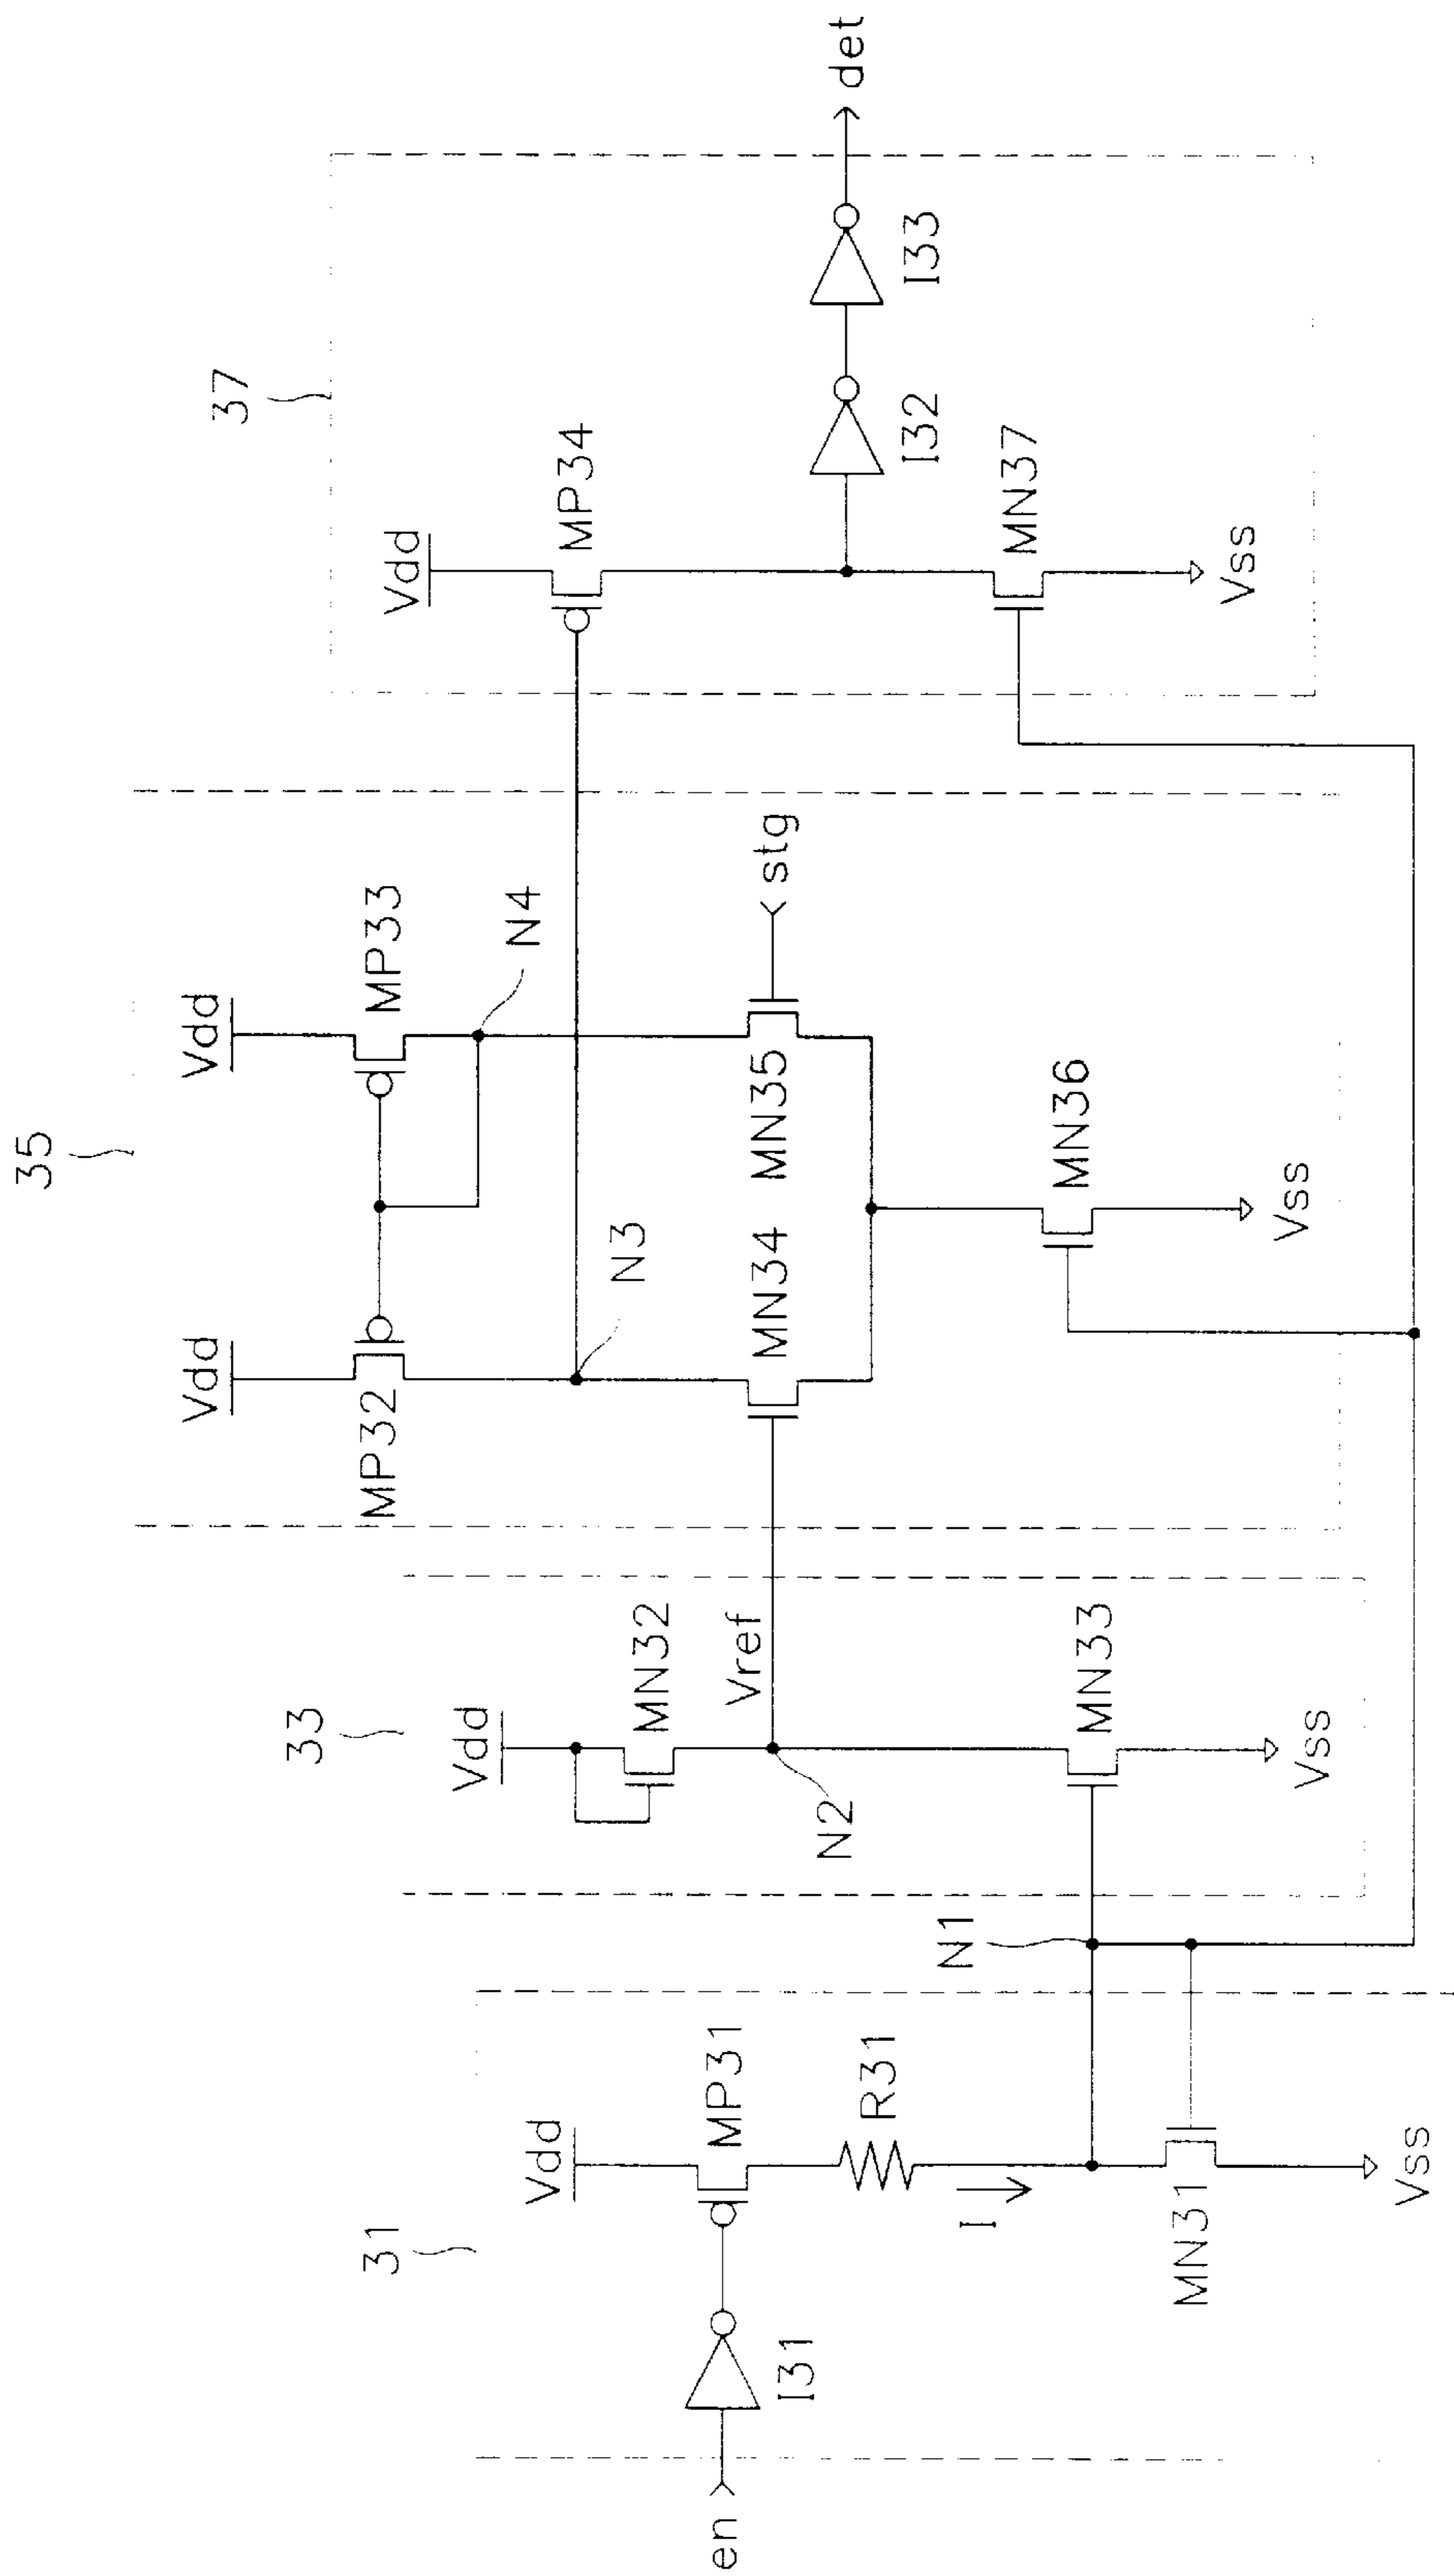 31
33
35
37
en
I31
Vdd
MP31
R31
I
MN31
Vss
N1
Vdd
MN32
Vref
N2
MN33
Vss
Vdd
MP32
N3
MN34
Vdd
MP33
N4
MN35
stg
MN36
Vss
Vdd
MP34
I32
I33
det
MN37
Vss